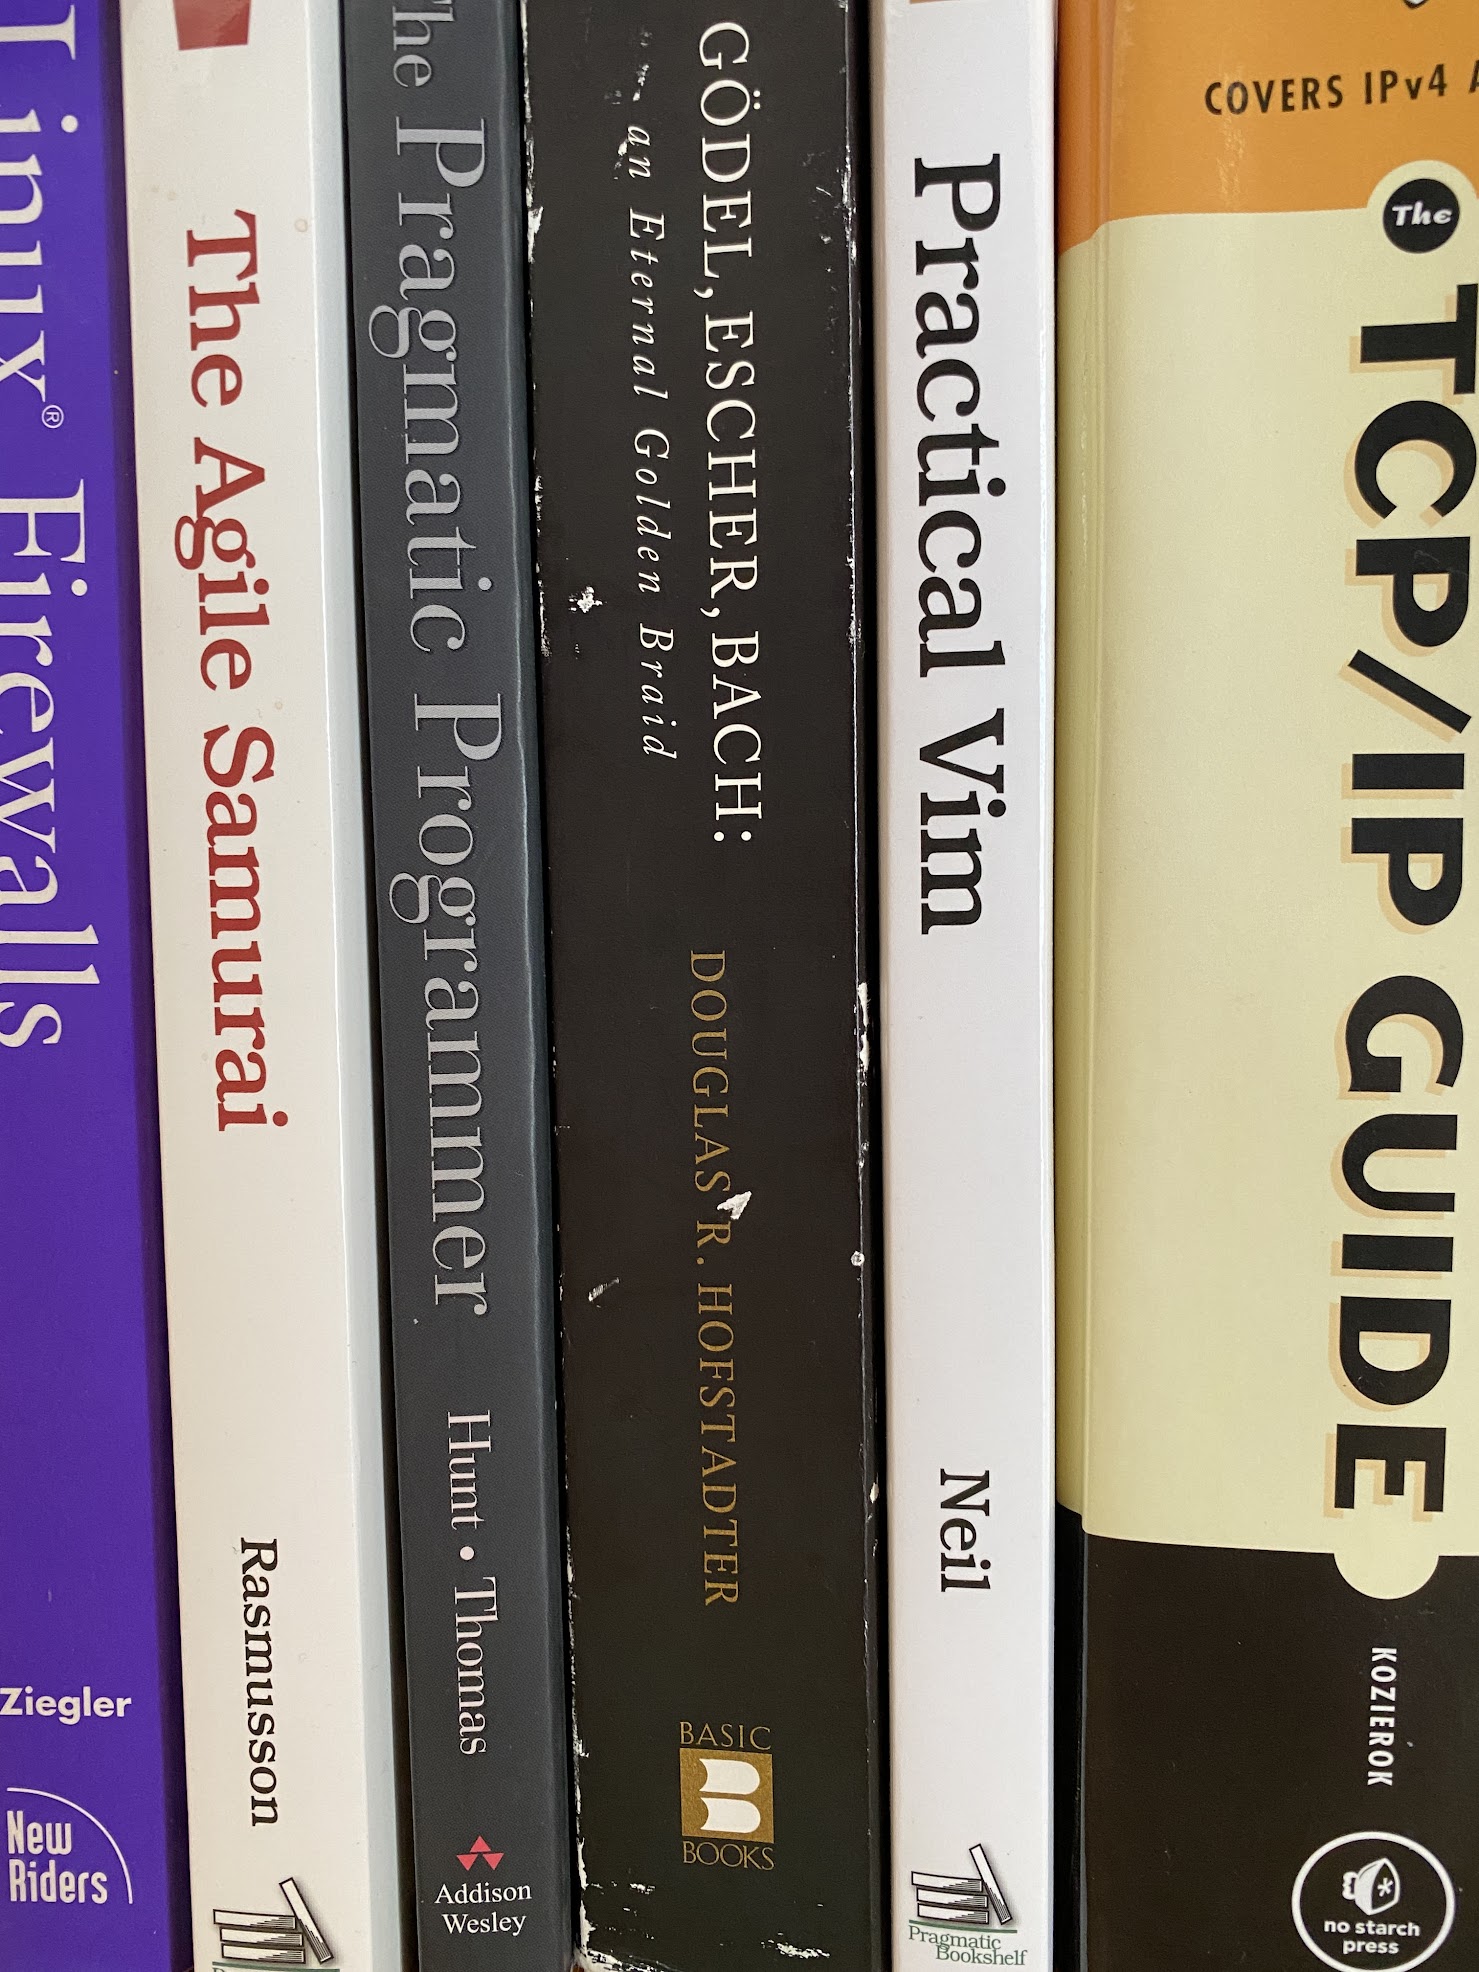 Linux® Firewalls
Ziegler
New
Riders
The Agile Samurai
Rasmusson
The Pragmatic Programmer
Hunt • Thomas
Addison
Wesley
GÖDEL, ESCHER, BACH:
an Eternal Golden Braid
DOUGLAS R. HOFSTADTER
BASIC
BOOKS
Practical Vim
Neil
Pragmatic
Bookshelf
COVERS IPv4 A
The
TCP/IP GUIDE
KOZIEROK
no starch
press